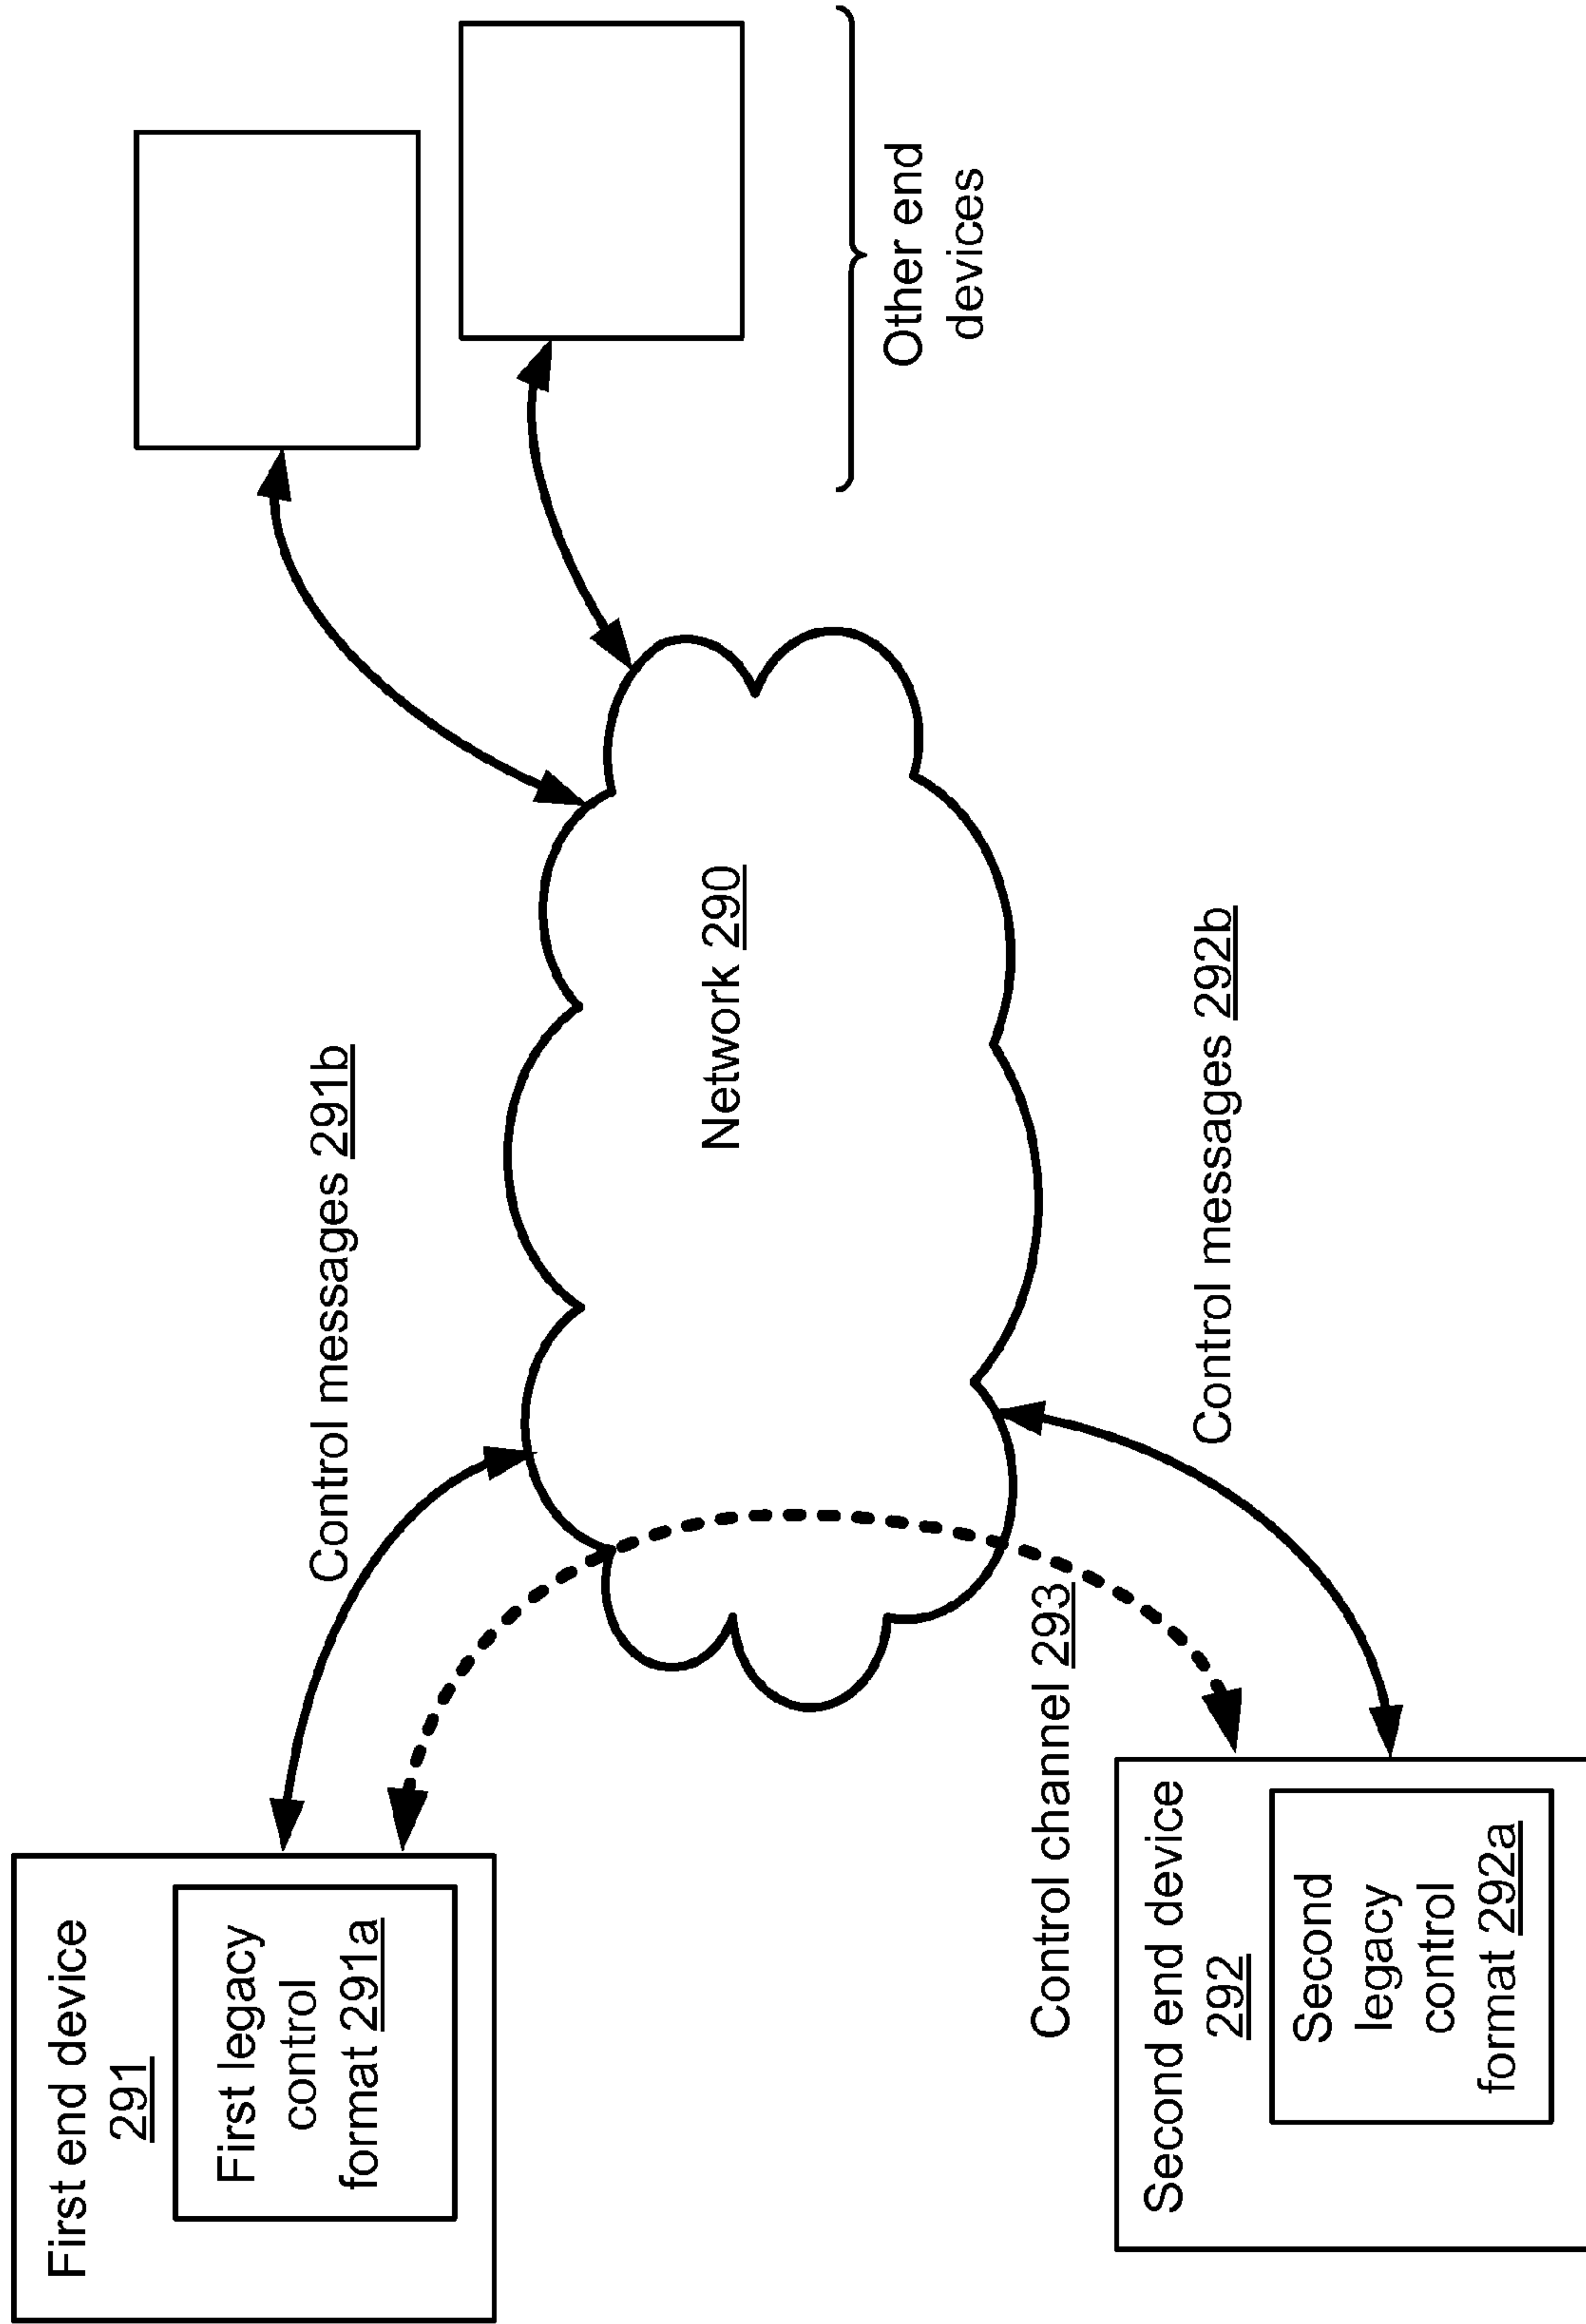 First end device
291
First legacy
control
format 291a
Control messages 291b
Network 290
Other end
devices
Control channel 293
Second end device
292
Second
legacy
control
format 292a
Control messages 292b